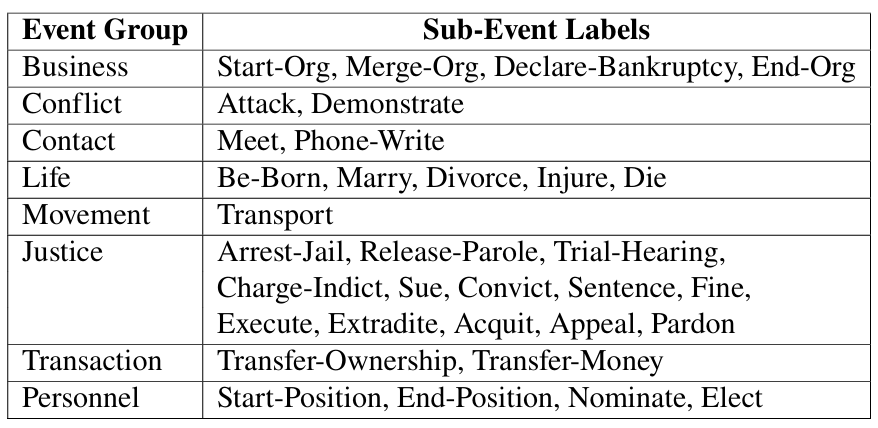 Event Group Sub-Event Labels
Business Start-Org, Merge-Org, Declare-Bankruptcy, End-Org
Conflict Attack, Demonstrate
Contact Meet, Phone-Write
Life Be-Born, Marry, Divorce, Injure, Die
Movement Transport
Justice Arrest-Jail, Release-Parole, Trial-Hearing,
Charge-Indict, Sue, Convict, Sentence, Fine,
Execute, Extradite, Acquit, Appeal, Pardon
Transaction Transfer-Ownership, Transfer-Money
Personnel Start-Position, End-Position, Nominate, Elect